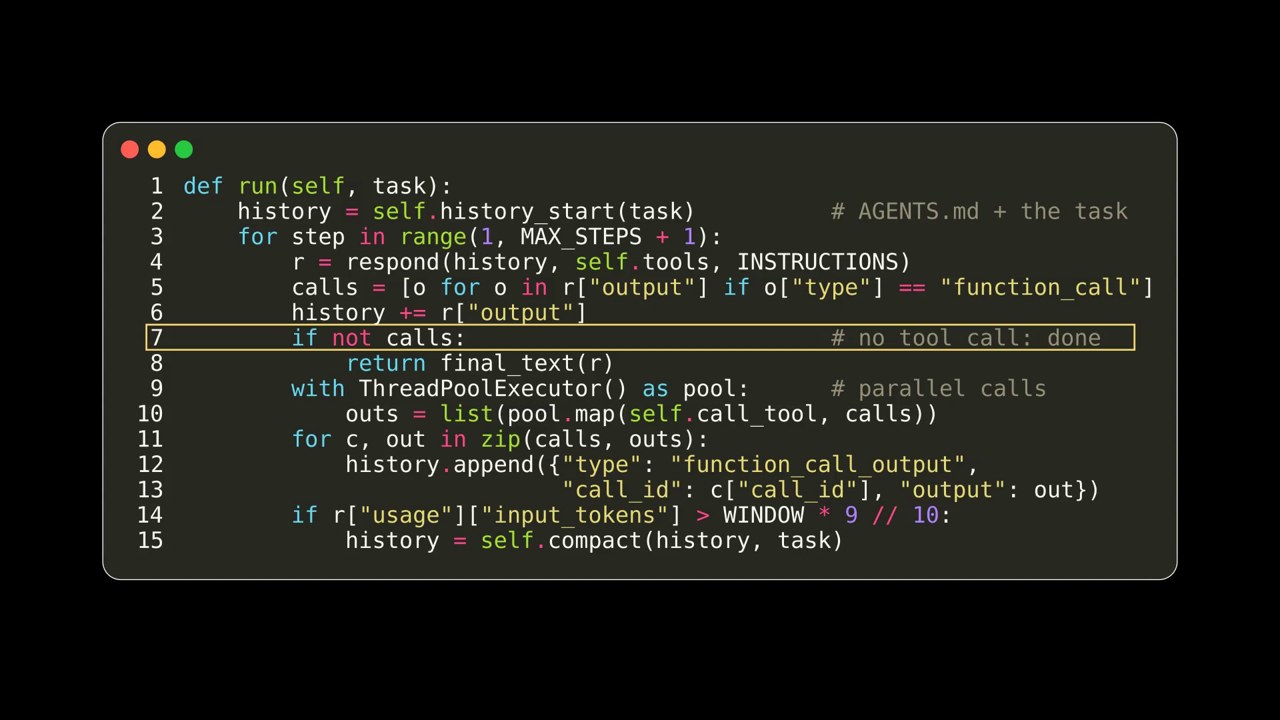 1 def run(self, task):
2     history = self.history_start(task)          # AGENTS.md + the task
3     for step in range(1, MAX_STEPS + 1):
4         r = respond(history, self.tools, INSTRUCTIONS)
5         calls = [o for o in r["output"] if o["type"] == "function_call"]
6         history += r["output"]
7         if not calls:                           # no tool call: done
8             return final_text(r)
9         with ThreadPoolExecutor() as pool:      # parallel calls
10             outs = list(pool.map(self.call_tool, calls))
11         for c, out in zip(calls, outs):
12             history.append({"type": "function_call_output",
13                             "call_id": c["call_id"], "output": out})
14         if r["usage"]["input_tokens"] > WINDOW * 9 // 10:
15             history = self.compact(history, task)